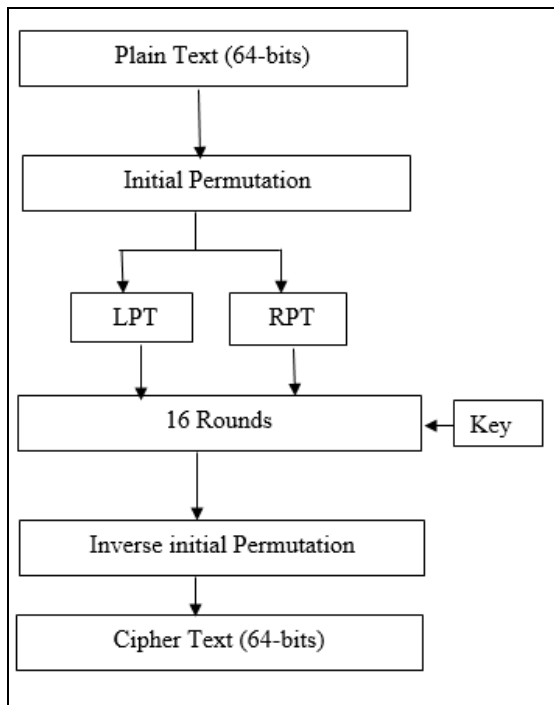 Plain Text (64-bits)
Initial Permutation
LPT
RPT
16 Rounds
Key
Inverse initial Permutation
Cipher Text (64-bits)